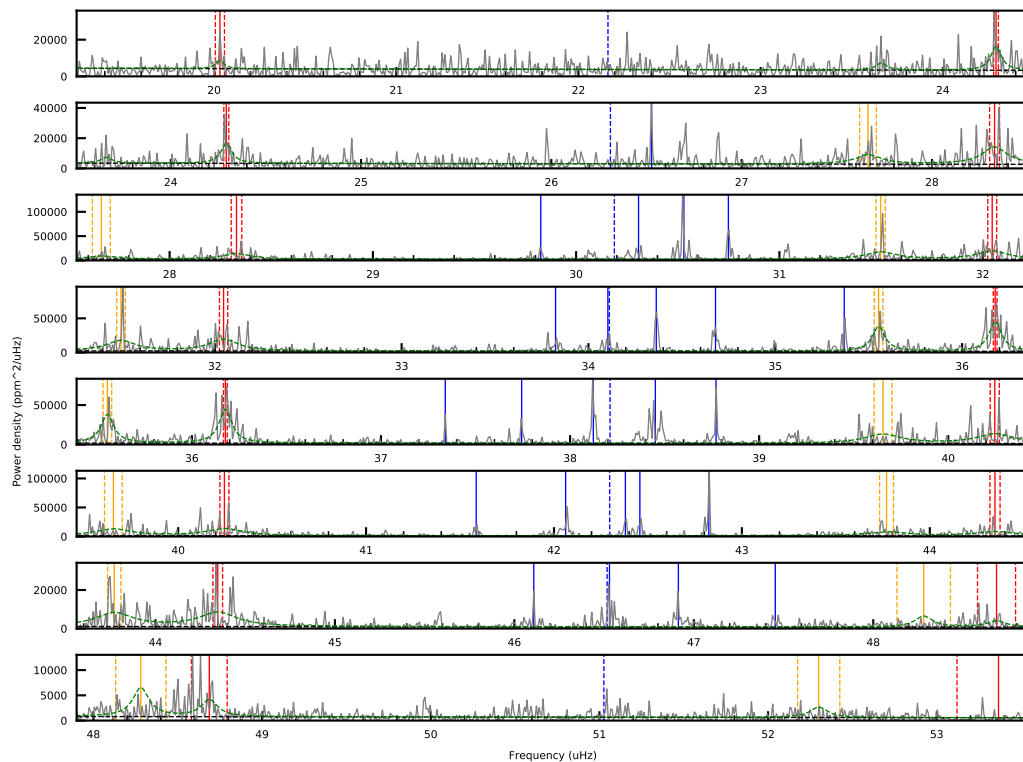 20000
0
20 21 22 23 24
40000
20000
0
24 25 26 27 28
100000
50000
0
28 29 30 31 32
50000
0
32 33 34 35 36
50000
0
36 37 38 39 40
100000
50000
0
40 41 42 43 44
20000
0
44 45 46 47 48
10000
5000
0
48 49 50 51 52 53
Power density (ppm^2/uHz)
Frequency (uHz)